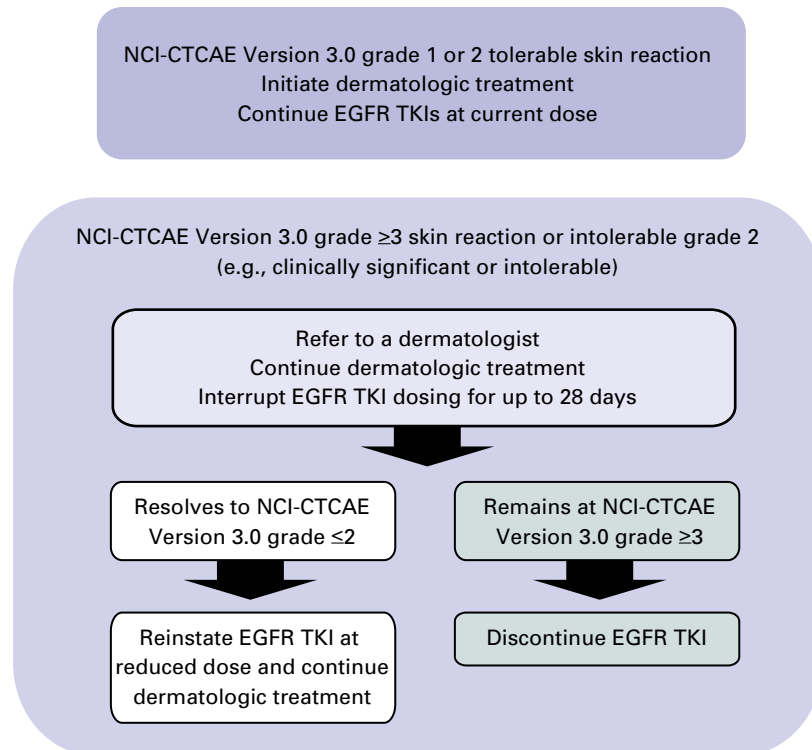 NCI-CTCAE Version 3.0 grade 1 or 2 tolerable skin reaction
Initiate dermatologic treatment
Continue EGFR TKIs at current dose
NCI-CTCAE Version 3.0 grade ≥3 skin reaction or intolerable grade 2
(e.g., clinically significant or intolerable)
Refer to a dermatologist
Continue dermatologic treatment
Interrupt EGFR TKI dosing for up to 28 days
Resolves to NCI-CTCAE
Version 3.0 grade ≤2
Remains at NCI-CTCAE
Version 3.0 grade ≥3
Reinstate EGFR TKI at
reduced dose and continue
dermatologic treatment
Discontinue EGFR TKI